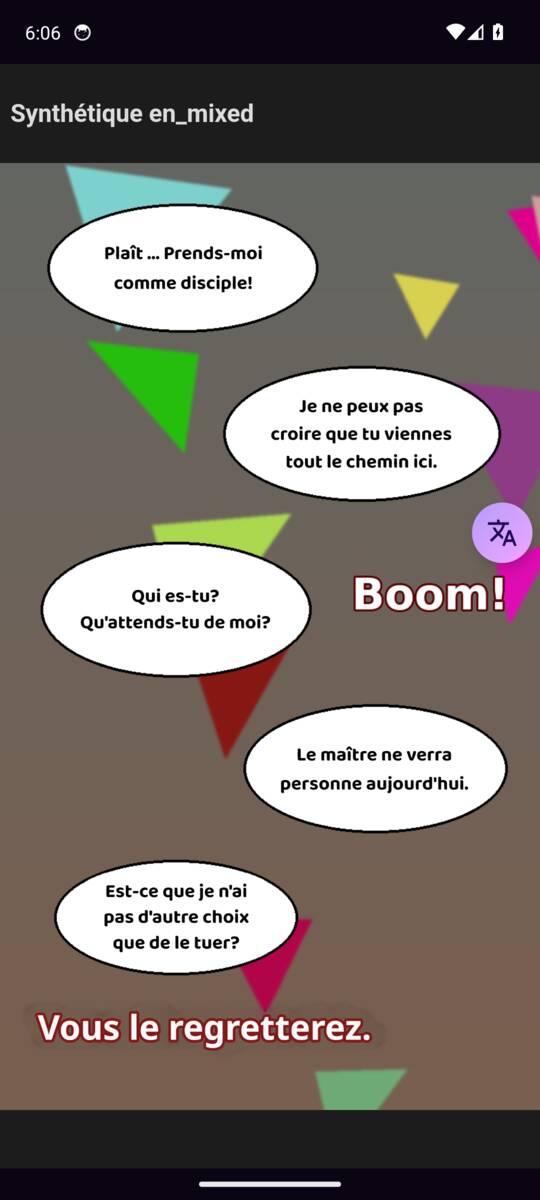 6:06
Synthétique en_mixed
Plaît ... Prends-moi
comme disciple!
Je ne peux pas
croire que tu viennes
tout le chemin ici.
Qui es-tu?
Qu'attends-tu de moi?
Boom!
Le maître ne verra
personne aujourd'hui.
Est-ce que je n'ai
pas d'autre choix
que de le tuer?
Vous le regretterez.